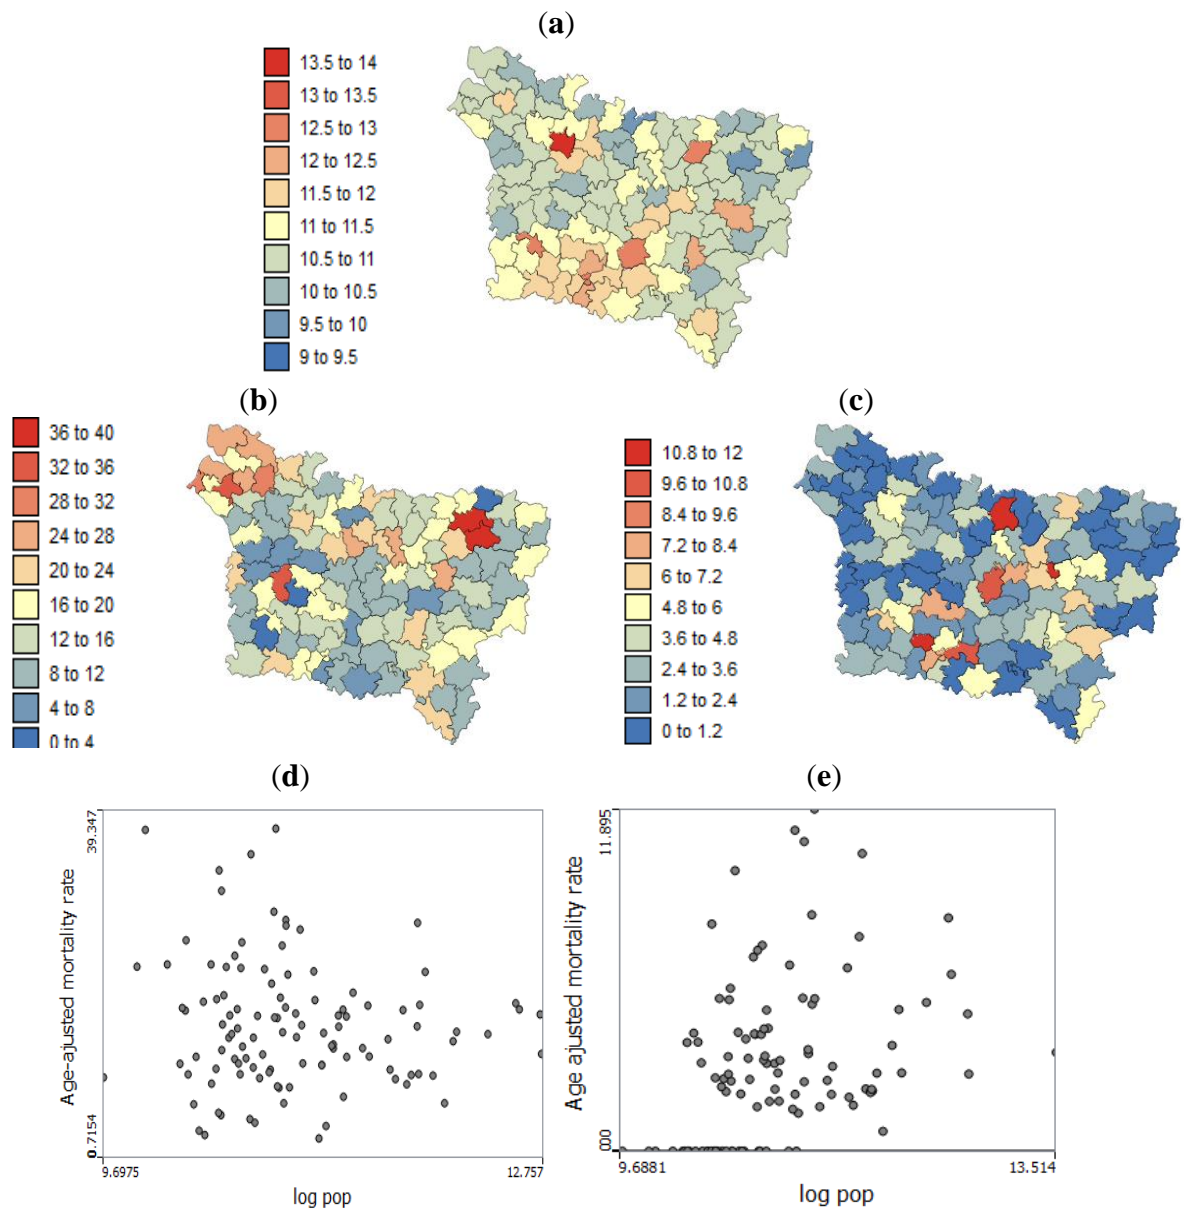 (a)
13.5 to 14
13 to 13.5
12.5 to 13
12 to 12.5
11.5 to 12
11 to 11.5
10.5 to 11
10 to 10.5
9.5 to 10
9 to 9.5
(b)
36 to 40
32 to 36
28 to 32
24 to 28
20 to 24
16 to 20
12 to 16
8 to 12
4 to 8
0 to 4
(c)
10.8 to 12
9.6 to 10.8
8.4 to 9.6
7.2 to 8.4
6 to 7.2
4.8 to 6
3.6 to 4.8
2.4 to 3.6
1.2 to 2.4
0 to 1.2
(d)
39.347
Age-ajusted mortality rate
0.7154
9.6975
12.757
log pop
(e)
11.895
Age ajusted mortality rate
000
9.6881
13.514
log pop